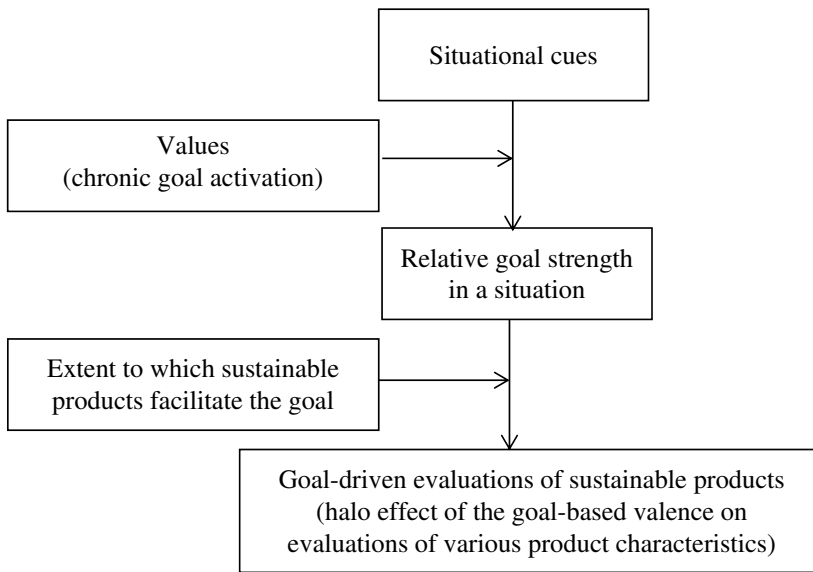 Situational cues
Values
(chronic goal activation)
Relative goal strength
in a situation
Extent to which sustainable
products facilitate the goal
Goal-driven evaluations of sustainable products
(halo effect of the goal-based valence on
evaluations of various product characteristics)